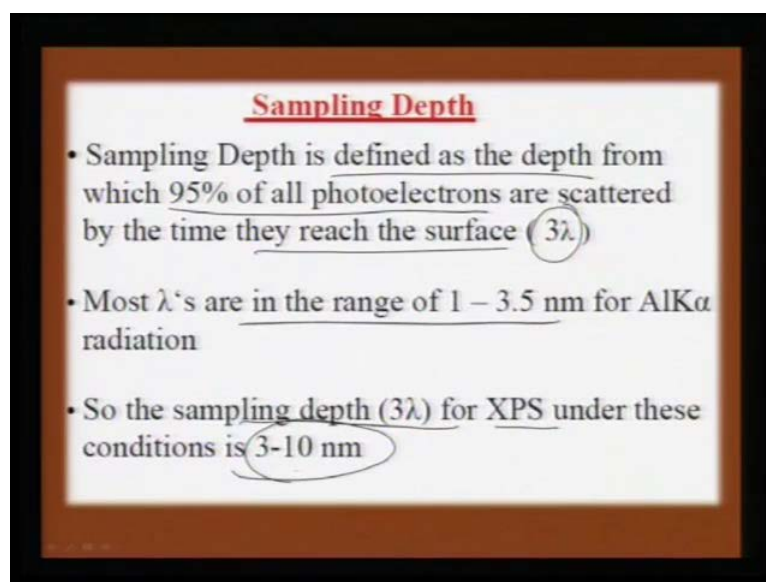 Sampling Depth
• Sampling Depth is defined as the depth from
which 95% of all photoelectrons are scattered
by the time they reach the surface ( 3λ )
• Most λ‘s are in the range of 1 – 3.5 nm for AlKα
radiation
• So the sampling depth (3λ) for XPS under these
conditions is 3-10 nm